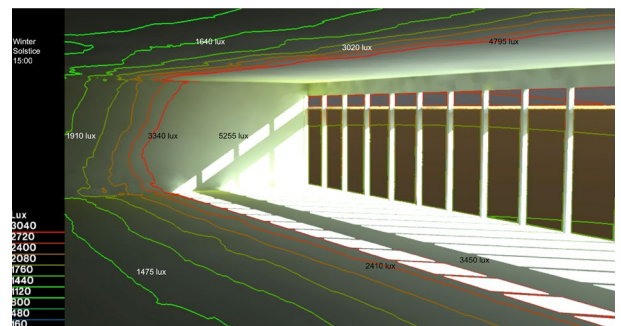 Winter
Solstice
15:00
1640 lux
3020 lux
4795 lux
1910 lux
3340 lux
5255 lux
1475 lux
2410 lux
3450 lux
Lux
3040
2720
2400
2080
1760
1440
1120
800
480
160